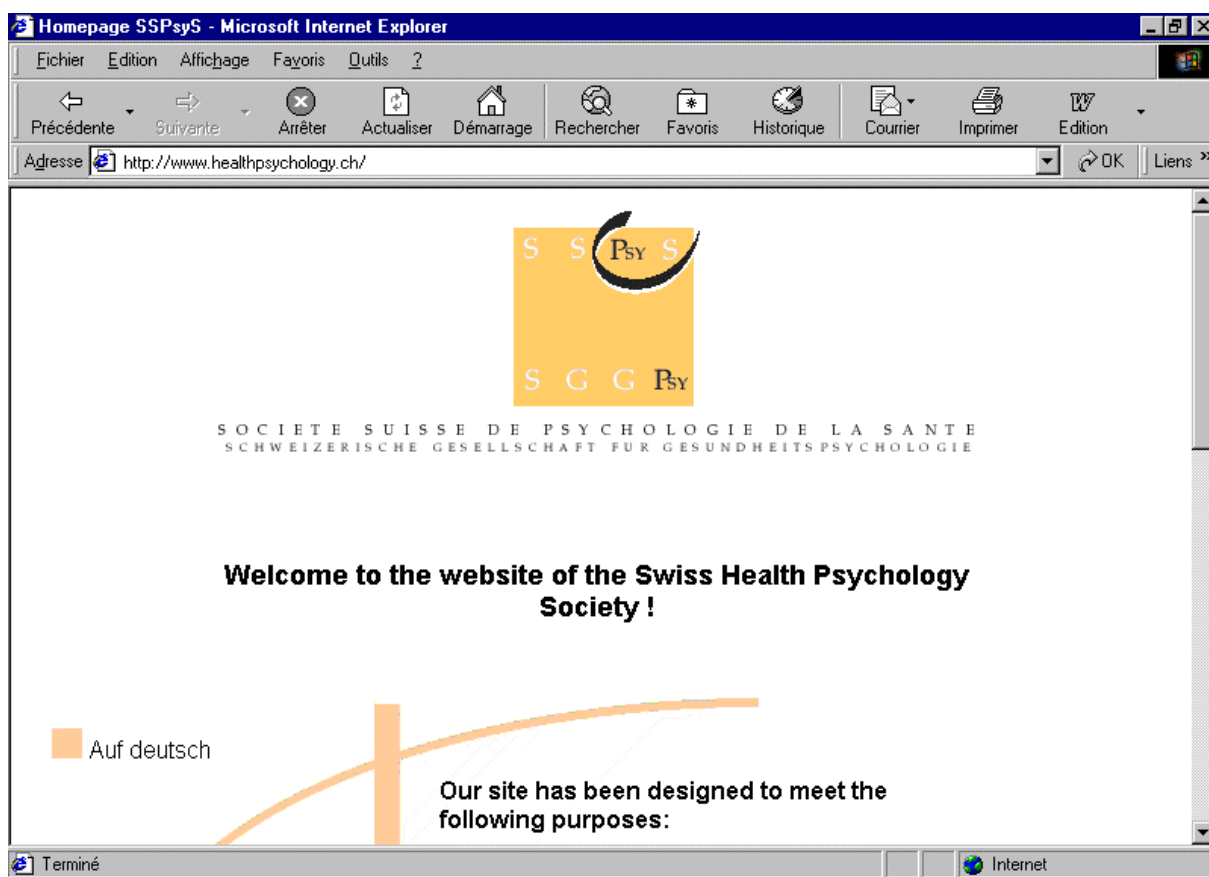 Homepage SSPsyS - Microsoft Internet Explorer
Fichier Edition Affichage Favoris Outils ?
Précédente Suivante Arrêter Actualiser Démarrage Rechercher Favoris Historique Courrier Imprimer Edition
Adresse http://www.healthpsychology.ch/ OK Liens »
S S PSY S
S G G PSY
SOCIETE SUISSE DE PSYCHOLOGIE DE LA SANTE
SCHWEIZERISCHE GESELLSCHAFT FUR GESUNDHEITSPSYCHOLOGIE
Welcome to the website of the Swiss Health Psychology
Society !
Auf deutsch
Our site has been designed to meet the
following purposes:
Terminé Internet